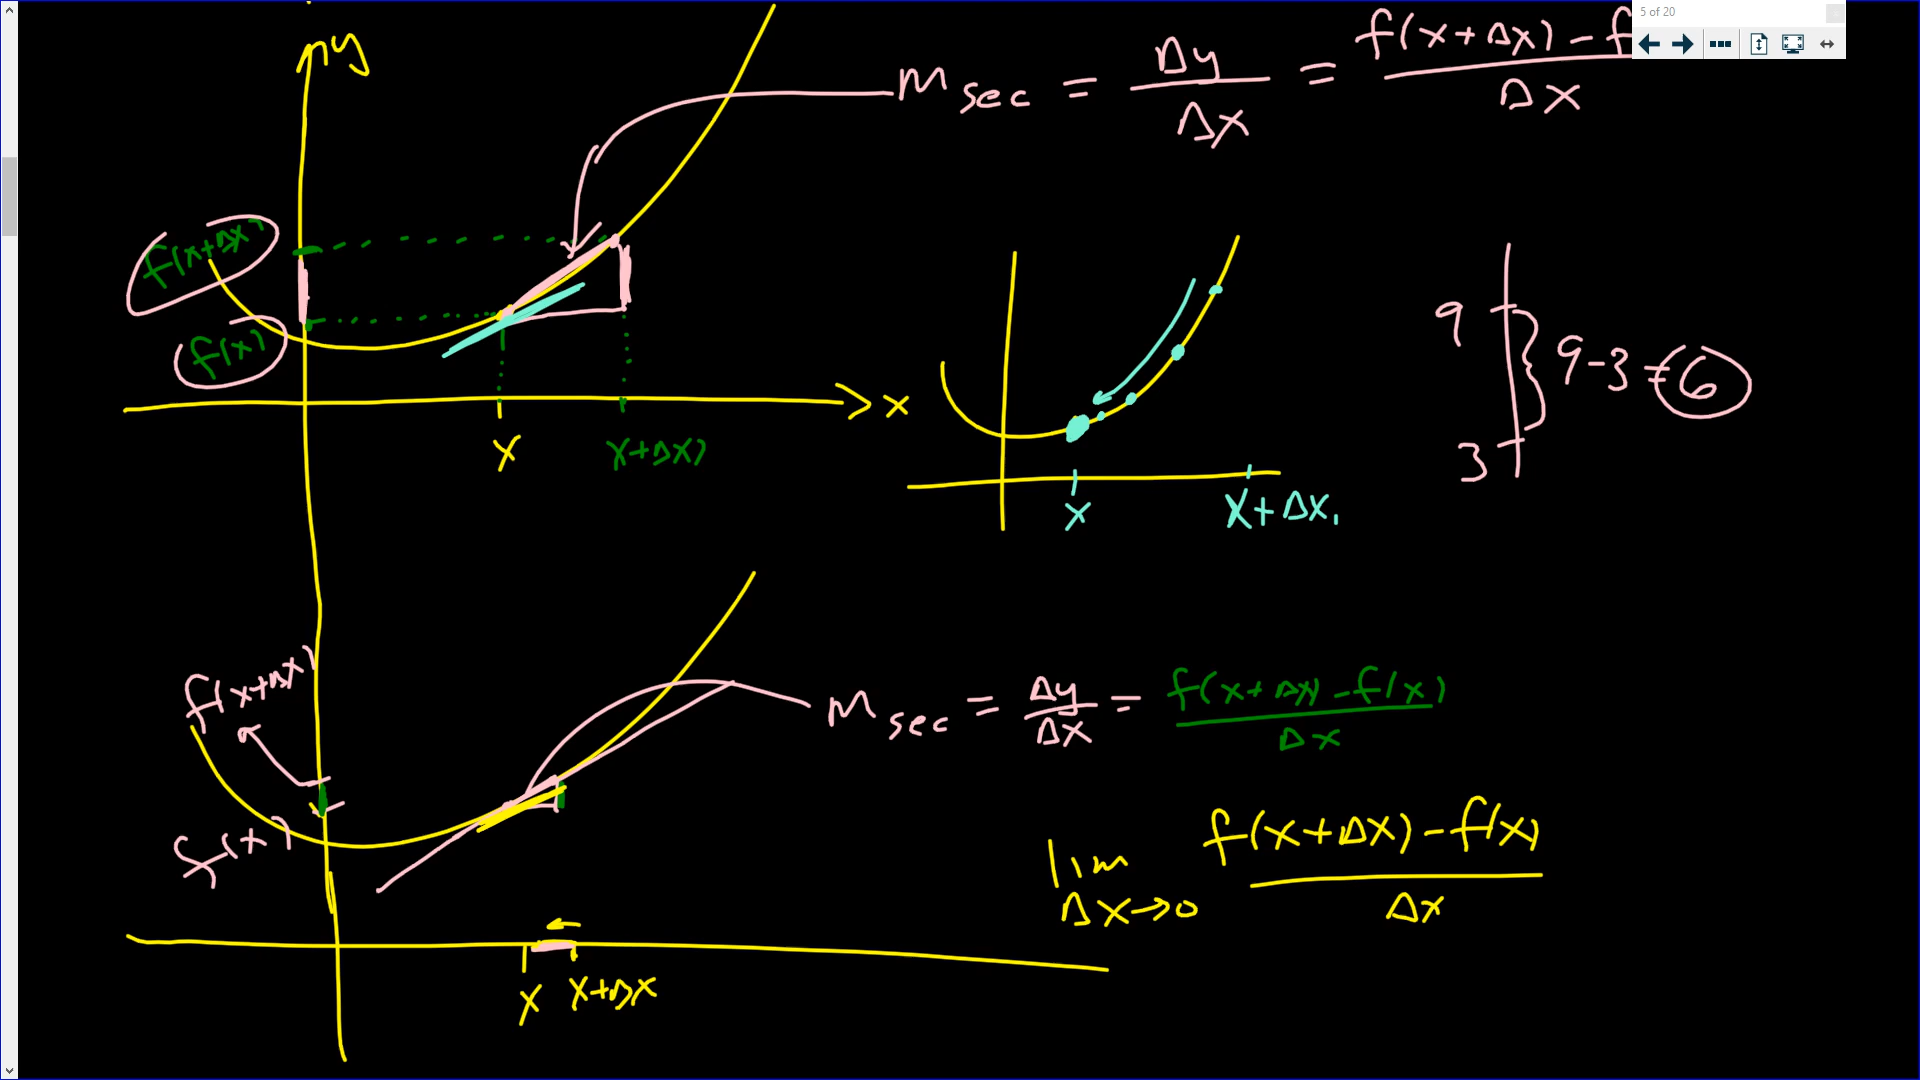 5 of 20
y
m sec = Δy/Δx = f(x+Δx) - f / Δx
f(x+Δx)
f(x)
x
x
x+Δx)
9
9-3=6
3
x
x+Δx₁
f(x+Δx)
m sec = Δy/Δx = f(x+Δx)-f(x) / Δx
f(x)
lim Δx→0 f(x+Δx)-f(x) / Δx
x x+Δx